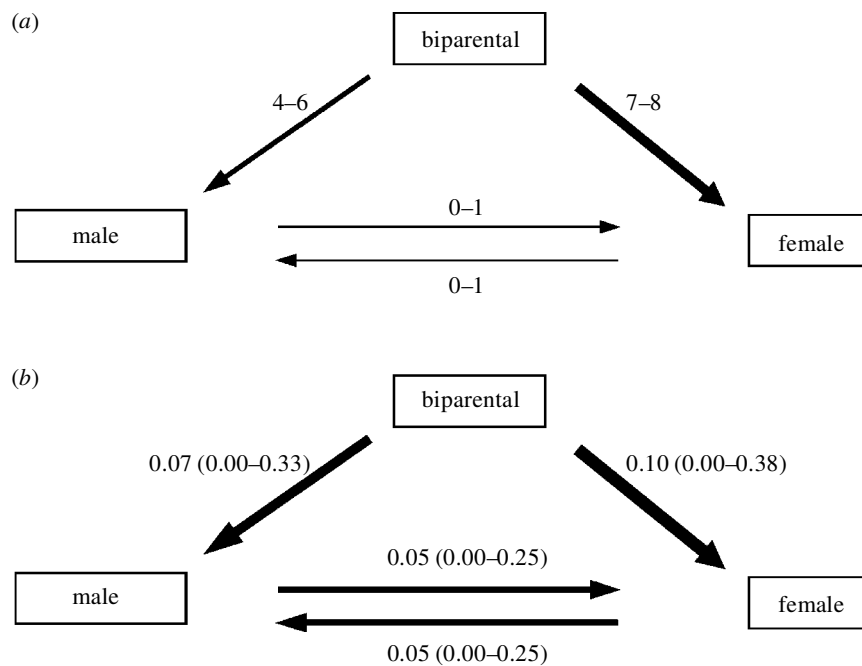 (a)
biparental
4–6
7–8
male
0–1
female
0–1
(b)
biparental
0.07 (0.00–0.33)
0.10 (0.00–0.38)
0.05 (0.00–0.25)
male
female
0.05 (0.00–0.25)